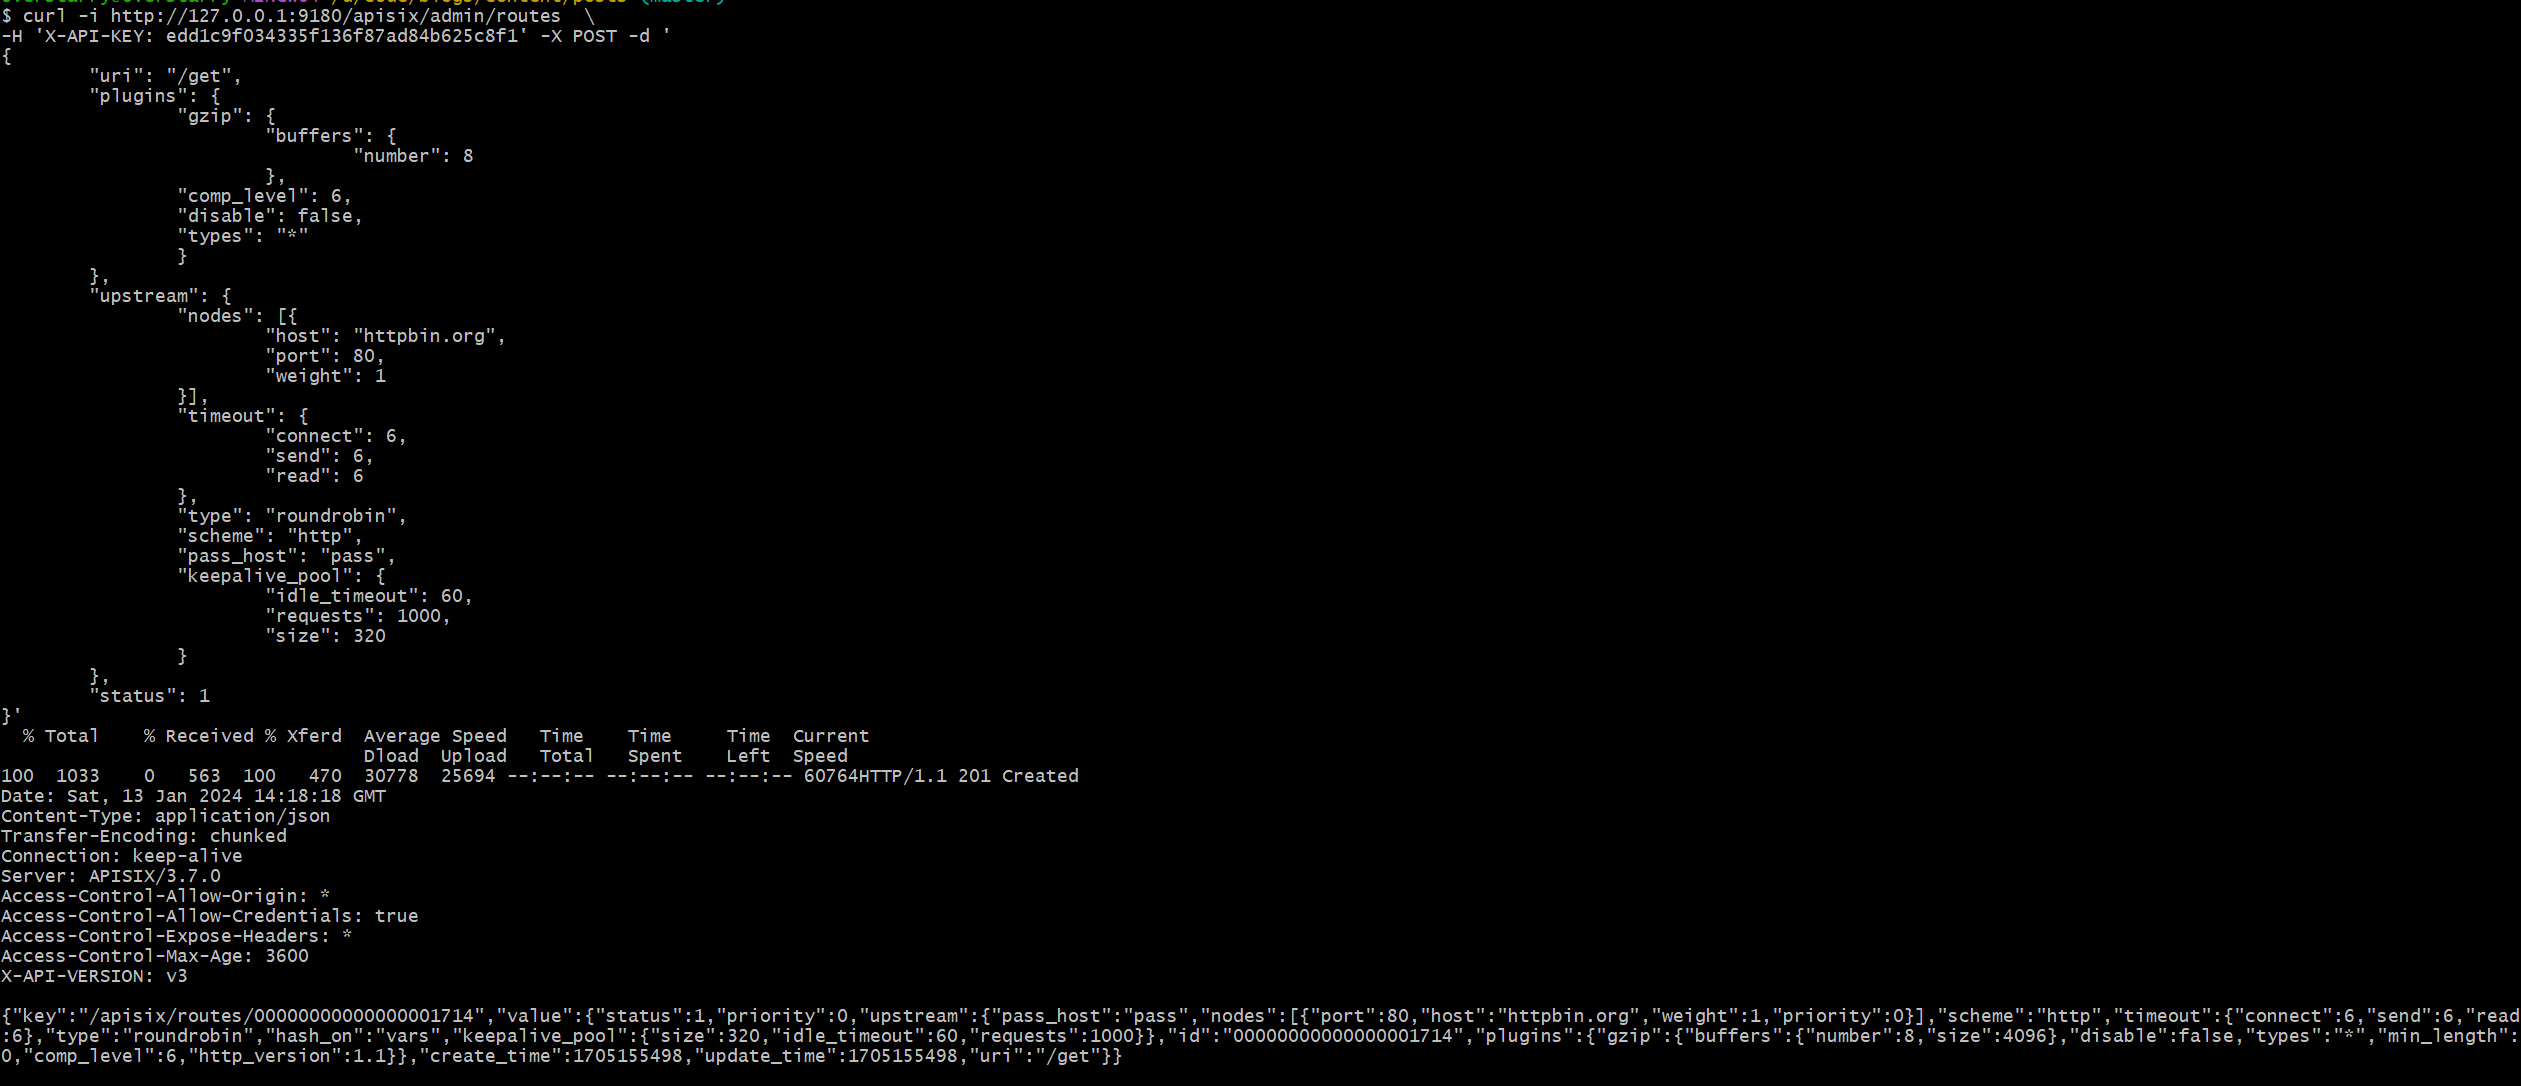 $ curl -i http://127.0.0.1:9180/apisix/admin/routes  \
-H 'X-API-KEY: edd1c9f034335f136f87ad84b625c8f1' -X POST -d '
{
        "uri": "/get",
        "plugins": {
                "gzip": {
                        "buffers": {
                                "number": 8
                        },
                "comp_level": 6,
                "disable": false,
                "types": "*"
                }
        },
        "upstream": {
                "nodes": [{
                        "host": "httpbin.org",
                        "port": 80,
                        "weight": 1
                }],
                "timeout": {
                        "connect": 6,
                        "send": 6,
                        "read": 6
                },
                "type": "roundrobin",
                "scheme": "http",
                "pass_host": "pass",
                "keepalive_pool": {
                        "idle_timeout": 60,
                        "requests": 1000,
                        "size": 320
                }
        },
        "status": 1
}'
  % Total    % Received % Xferd  Average Speed   Time    Time     Time  Current
                                 Dload  Upload   Total   Spent    Left  Speed
100  1033    0   563  100   470  30778  25694 --:--:-- --:--:-- --:--:-- 60764HTTP/1.1 201 Created
Date: Sat, 13 Jan 2024 14:18:18 GMT
Content-Type: application/json
Transfer-Encoding: chunked
Connection: keep-alive
Server: APISIX/3.7.0
Access-Control-Allow-Origin: *
Access-Control-Allow-Credentials: true
Access-Control-Expose-Headers: *
Access-Control-Max-Age: 3600
X-API-VERSION: v3

{"key":"/apisix/routes/00000000000000001714","value":{"status":1,"priority":0,"upstream":{"pass_host":"pass","nodes":[{"port":80,"host":"httpbin.org","weight":1,"priority":0}],"scheme":"http","timeout":{"connect":6,"send":6,"read"
:6},"type":"roundrobin","hash_on":"vars","keepalive_pool":{"size":320,"idle_timeout":60,"requests":1000}},"id":"00000000000000001714","plugins":{"gzip":{"buffers":{"number":8,"size":4096},"disable":false,"types":"*","min_length":2
0,"comp_level":6,"http_version":1.1}},"create_time":1705155498,"update_time":1705155498,"uri":"/get"}}